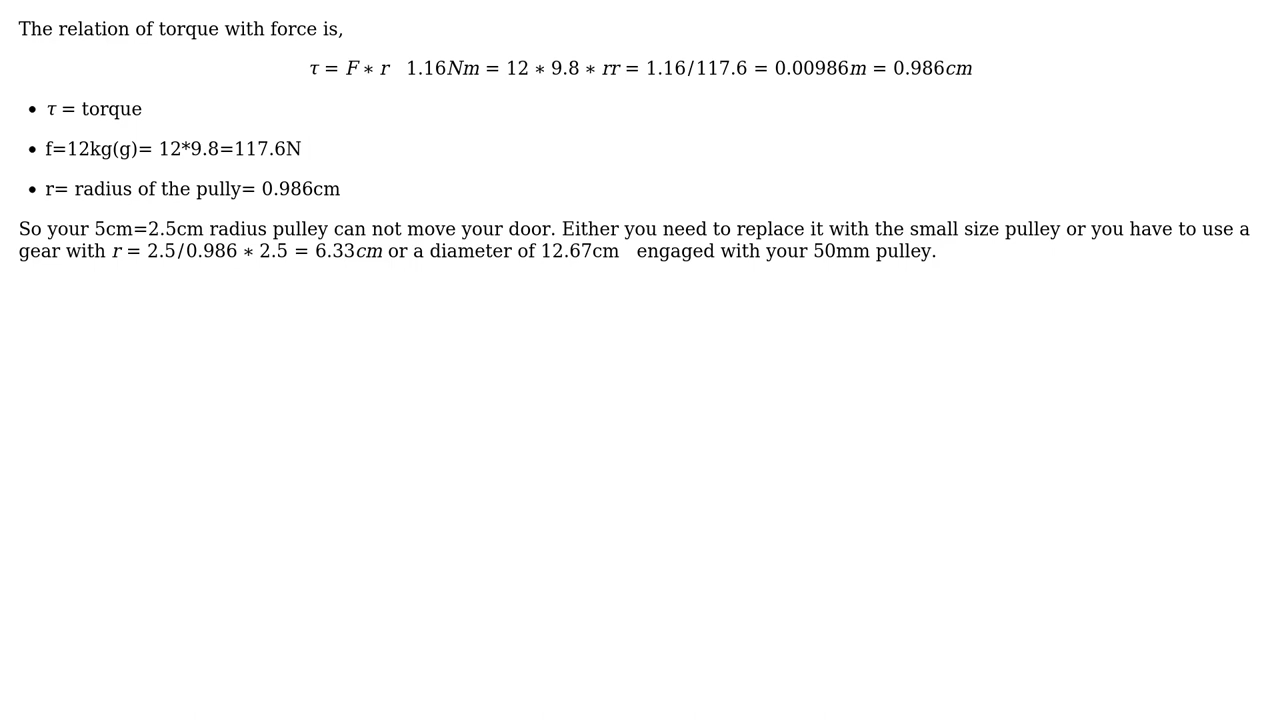 The relation of torque with force is,
τ = F ∗ r 1.16Nm = 12 ∗ 9.8 ∗ rr = 1.16/117.6 = 0.00986m = 0.986cm
• τ = torque
• f=12kg(g)= 12*9.8=117.6N
• r= radius of the pully= 0.986cm
So your 5cm=2.5cm radius pulley can not move your door. Either you need to replace it with the small size pulley or you have to use a
gear with r = 2.5/0.986 ∗ 2.5 = 6.33cm or a diameter of 12.67cm engaged with your 50mm pulley.